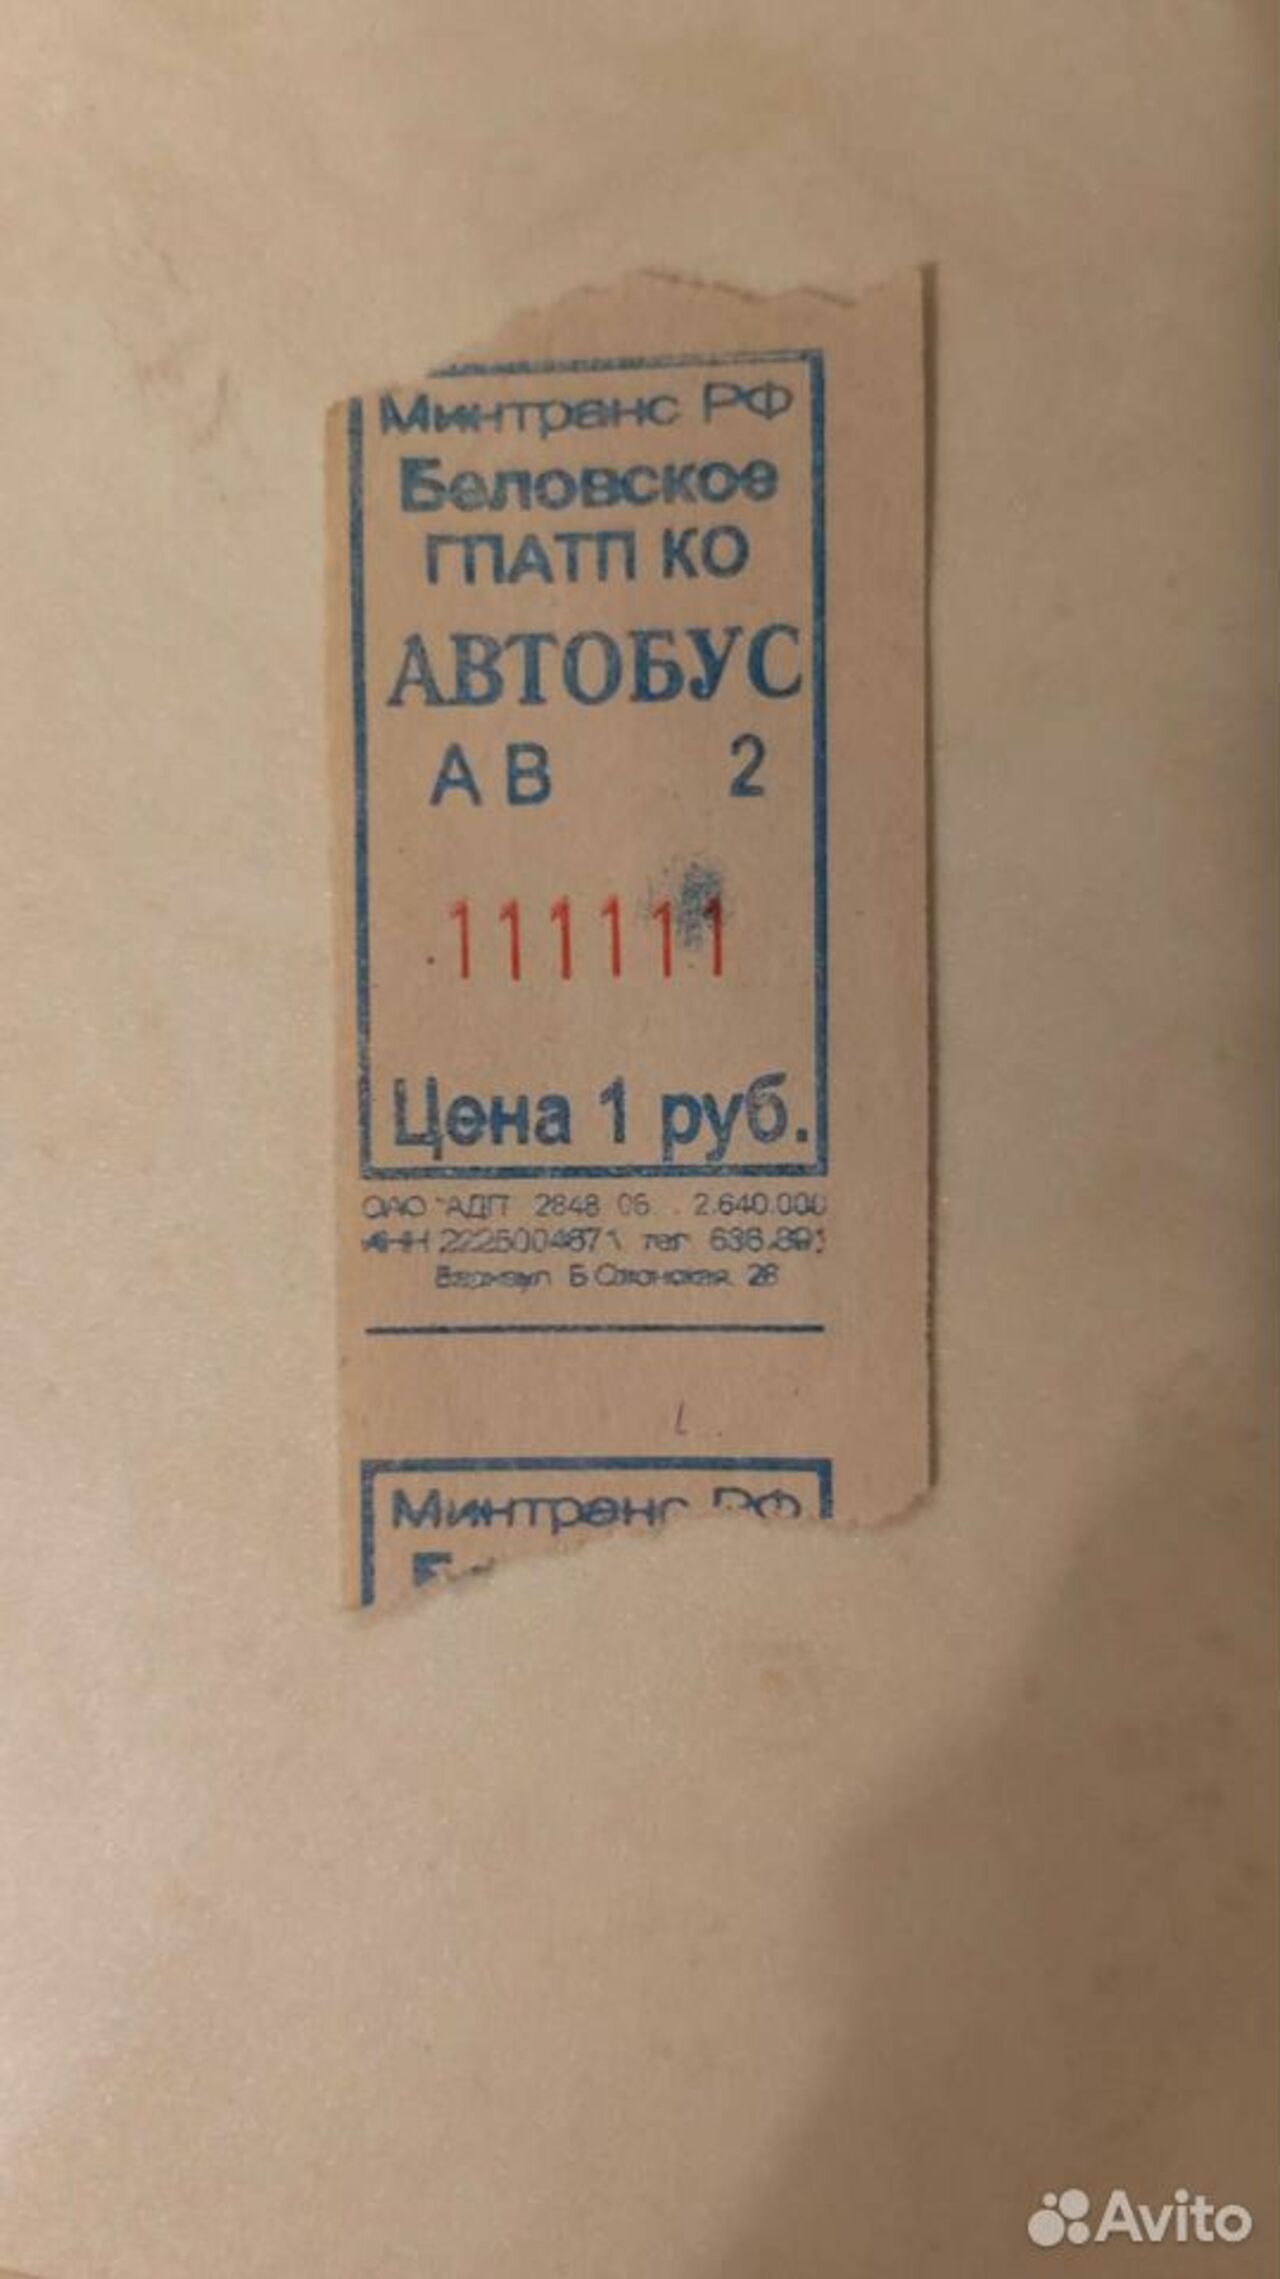 Минтранс РФ
Беловское
ГПАТП КО
АВТОБУС
АВ 2
111111
Цена 1 руб.
ОАО "АДП 2848 06 2.640.000
ИНН 2225004871 тел 636-891
Барнаул Б Олонская 28
Минтранс РФ
Avito